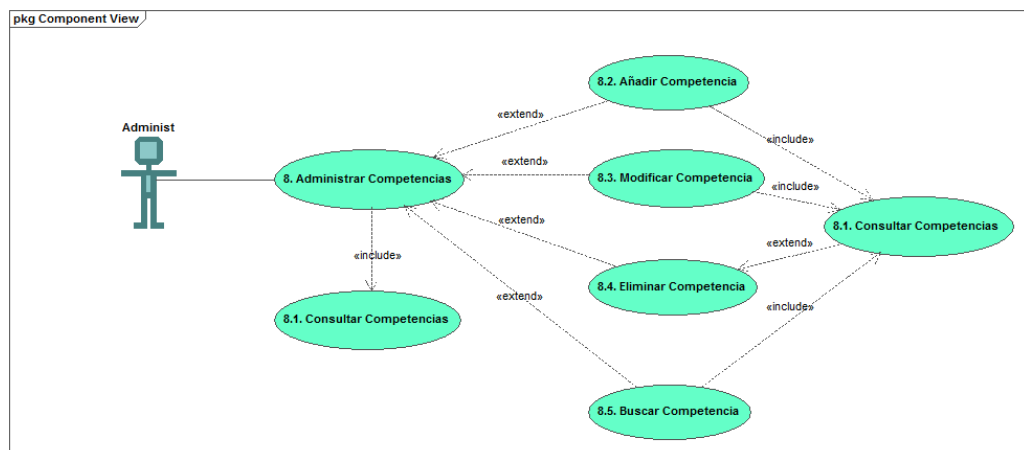 pkg Component View
8.2. Añadir Competencia
«extend»
Administ
«include»
«extend»
8. Administrar Competencias
8.3. Modificar Competencia
«include»
«extend»
8.1. Consultar Competencias
«extend»
«include»
8.4. Eliminar Competencia
«extend»
«include»
8.1. Consultar Competencias
8.5. Buscar Competencia